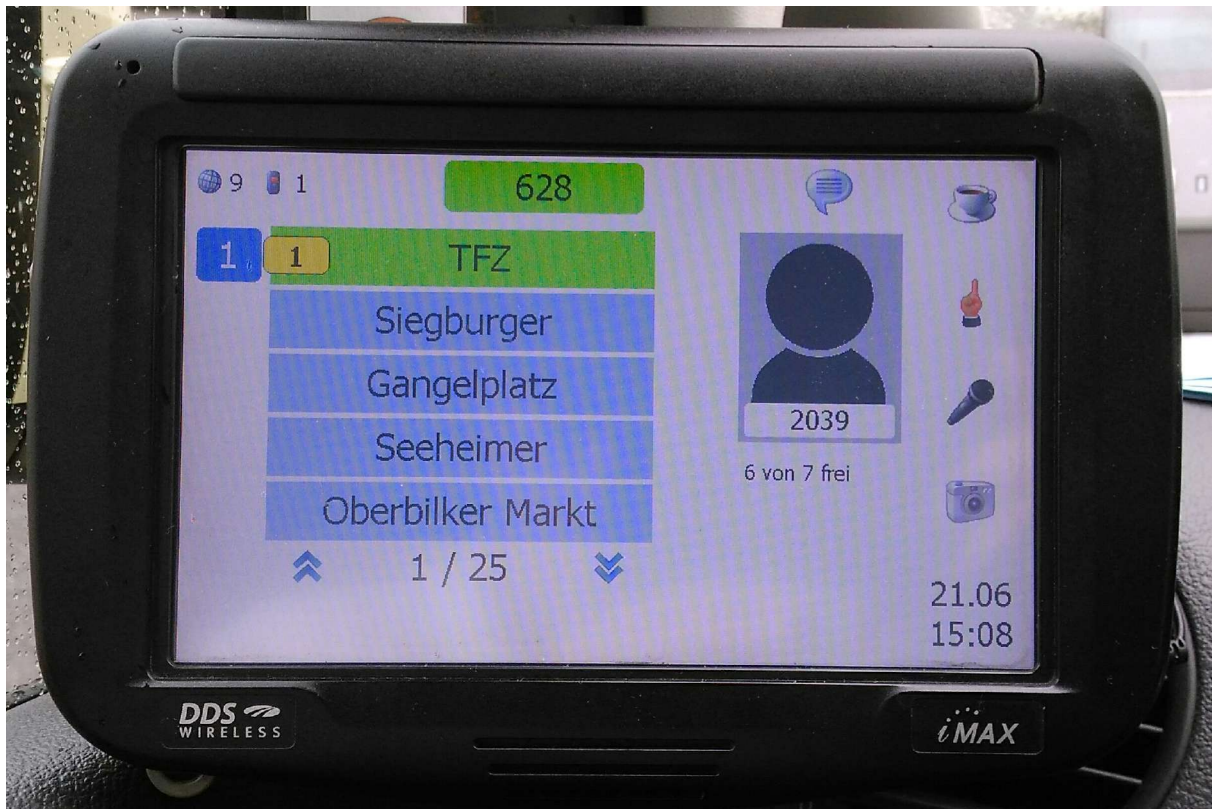 9 1 628
1 1 TFZ
Siegburger
Gangelplatz
Seeheimer
Oberbilker Markt
1 / 25
2039
6 von 7 frei
21.06
15:08
DDS
WIRELESS
iMAX